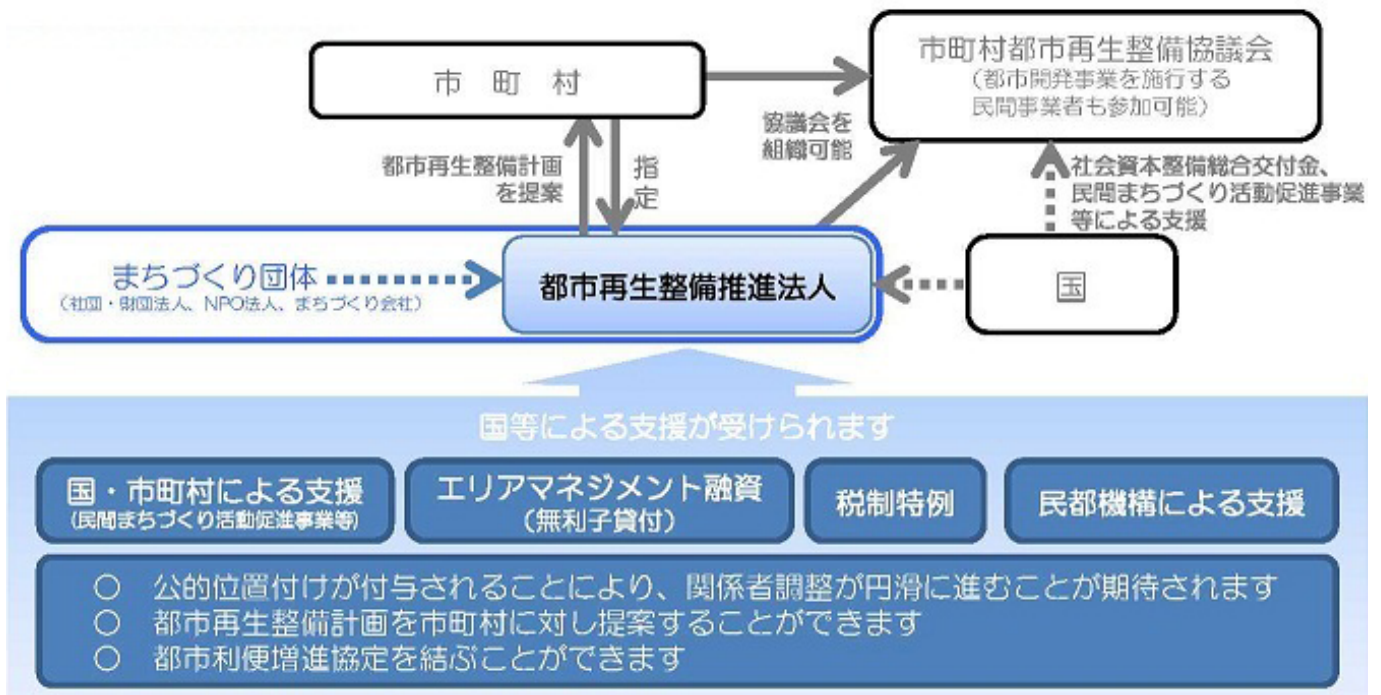 市町村
市町村都市再生整備協議会
(都市開発事業を施行する
民間事業者も参加可能)
協議会を
組織可能
都市再生整備計画
を提案
指定
社会資本整備総合交付金、
民間まちづくり活動促進事業
等による支援
まちづくり団体
(社団・財団法人、NPO法人、まちづくり会社)
都市再生整備推進法人
国
国等による支援が受けられます
国・市町村による支援
(民間まちづくり活動促進事業等)
エリアマネジメント融資
(無利子貸付)
税制特例
民都機構による支援
○ 公的位置付けが付与されることにより、関係者調整が円滑に進むことが期待されます
○ 都市再生整備計画を市町村に対し提案することができます
○ 都市利便増進協定を結ぶことができます